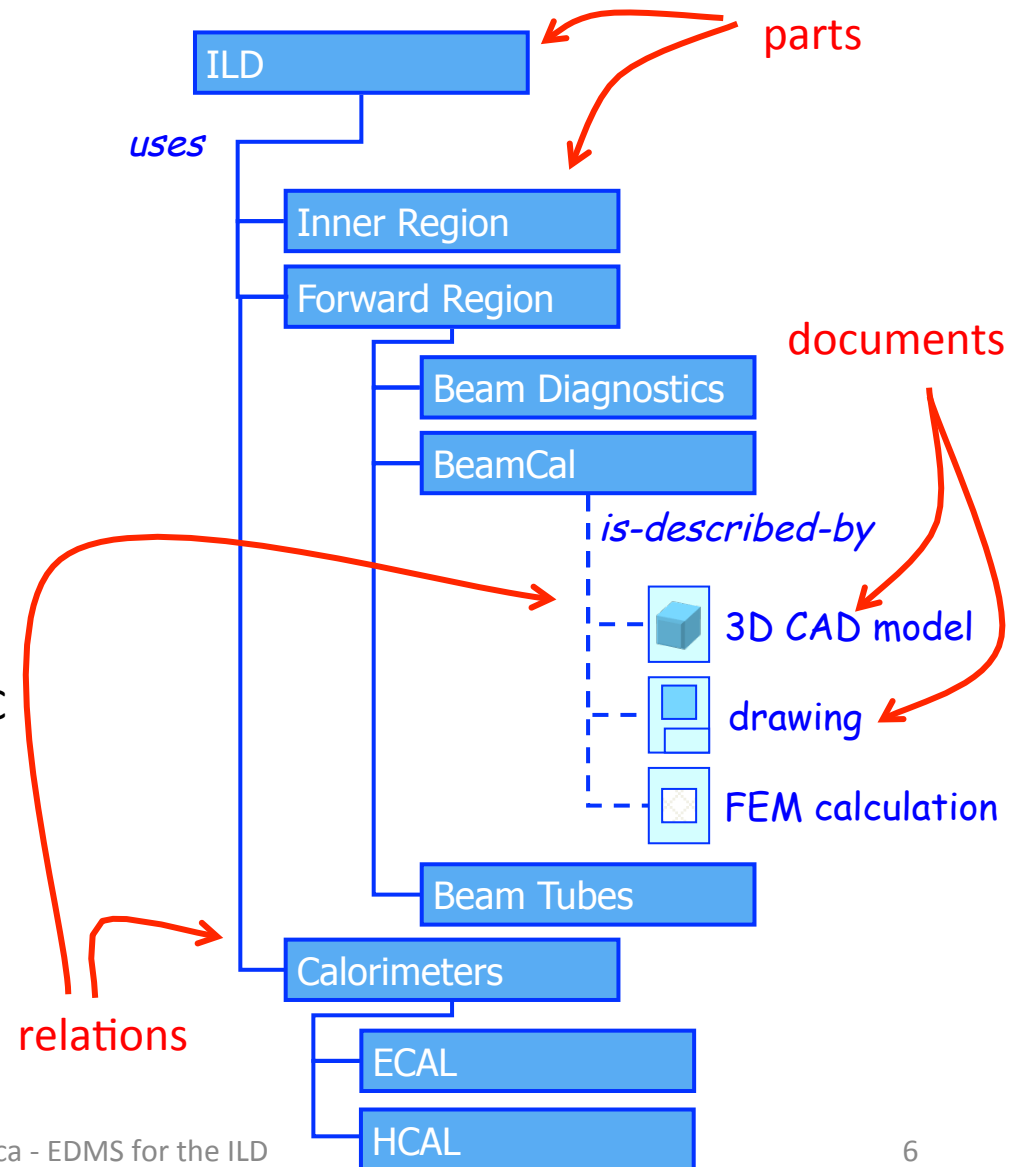 parts
ILD
uses
Inner Region
Forward Region
documents
Beam Diagnostics
BeamCal
is-described-by
3D CAD model
drawing
FEM calculation
Beam Tubes
Calorimeters
relations
ECAL
HCAL
- EDMS for the ILD
6